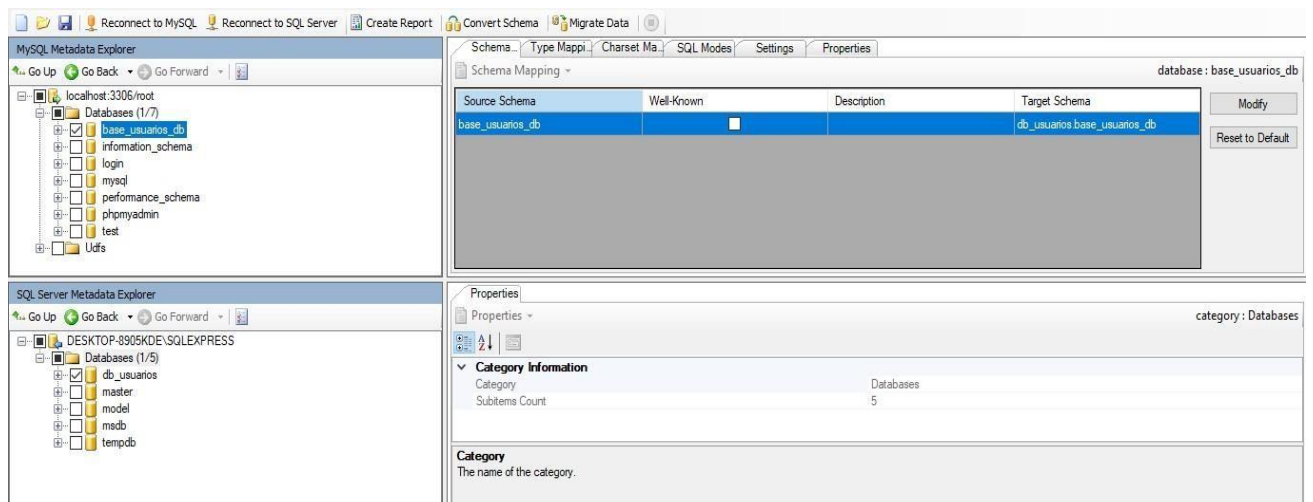 Reconnect to MySQL Reconnect to SQL Server Create Report Convert Schema Migrate Data
MySQL Metadata Explorer
Go Up Go Back Go Forward
localhost:3306/root
Databases (1/7)
base_usuarios_db
information_schema
login
mysql
performance_schema
phpmyadmin
test
Udfs
Schema... Type Mappi... Charset Ma... SQL Modes Settings Properties
Schema Mapping database : base_usuarios_db
Source Schema Well-Known Description Target Schema
base_usuarios_db db_usuarios.base_usuarios_db
Modify
Reset to Default
SQL Server Metadata Explorer
Go Up Go Back Go Forward
DESKTOP-8905KDE\SQLEXPRESS
Databases (1/5)
db_usuarios
master
model
msdb
tempdb
Properties
Properties category : Databases
Category Information
Category Databases
Subitems Count 5
Category
The name of the category.